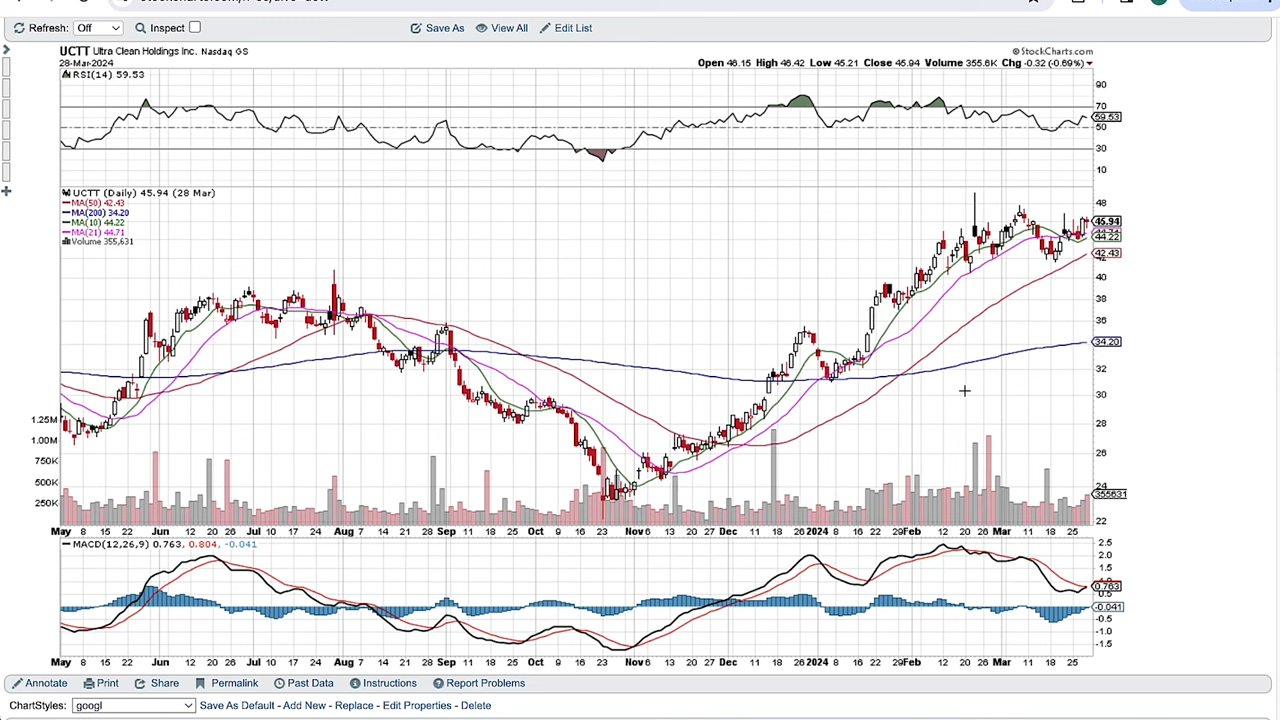 Refresh: Off Inspect Save As View All Edit List
UCTT Ultra Clean Holdings Inc. Nasdaq GS © StockCharts.com
28-Mar-2024 Open 46.15 High 46.42 Low 45.21 Close 45.94 Volume 355.6K Chg -0.32 (-0.69%)
RSI(14) 59.53
90
70
59.53
50
30
10
UCTT (Daily) 45.94 (28 Mar)
MA(50) 42.43
MA(200) 34.20
MA(10) 44.22
MA(21) 44.71
Volume 355,631
48
45.94
44.22
42.43
40
38
36
34.20
32
30
28
26
24
22
1.25M
1.00M
750K
500K
250K
355631
May 8 15 22 Jun 12 20 26 Jul 10 17 24 Aug 7 14 21 28 Sep 11 18 25 Oct 9 16 23 Nov 6 13 20 27 Dec 11 18 26 2024 8 16 22 29 Feb 12 20 26 Mar 11 18 25
MACD(12,26,9) 0.763, 0.804, -0.041
2.5
2.0
1.5
0.763
0.5
-0.041
-0.5
-1.0
-1.5
May 8 15 22 Jun 12 20 26 Jul 10 17 24 Aug 7 14 21 28 Sep 11 18 25 Oct 9 16 23 Nov 6 13 20 27 Dec 11 18 26 2024 8 16 22 29 Feb 12 20 26 Mar 11 18 25
Annotate Print Share Permalink Past Data Instructions Report Problems
ChartStyles: googl Save As Default - Add New - Replace - Edit Properties - Delete